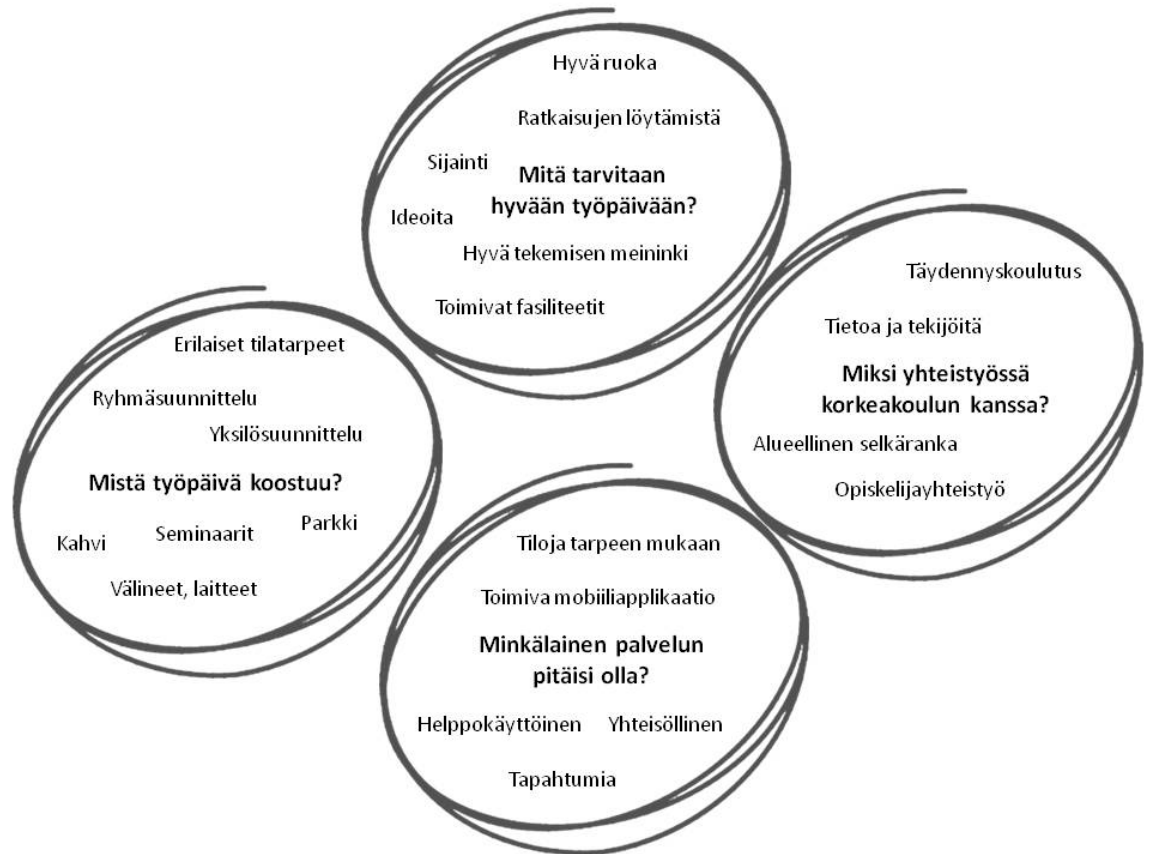 Hyvä ruoka
Ratkaisujen löytämistä
Sijainti
Mitä tarvitaan
hyvään työpäivään?
Ideoita
Hyvä tekemisen meininki
Toimivat fasiliteetit
Täydennyskoulutus
Tietoa ja tekijöitä
Miksi yhteistyössä
korkeakoulun kanssa?
Alueellinen selkäranka
Opiskelijayhteistyö
Erilaiset tilatarpeet
Ryhmäsuunnittelu
Yksilösuunnittelu
Mistä työpäivä koostuu?
Kahvi
Seminaarit
Parkki
Välineet, laitteet
Tiloja tarpeen mukaan
Toimiva mobiiliapplikaatio
Minkälainen palvelun
pitäisi olla?
Helppokäyttöinen
Yhteisöllinen
Tapahtumia